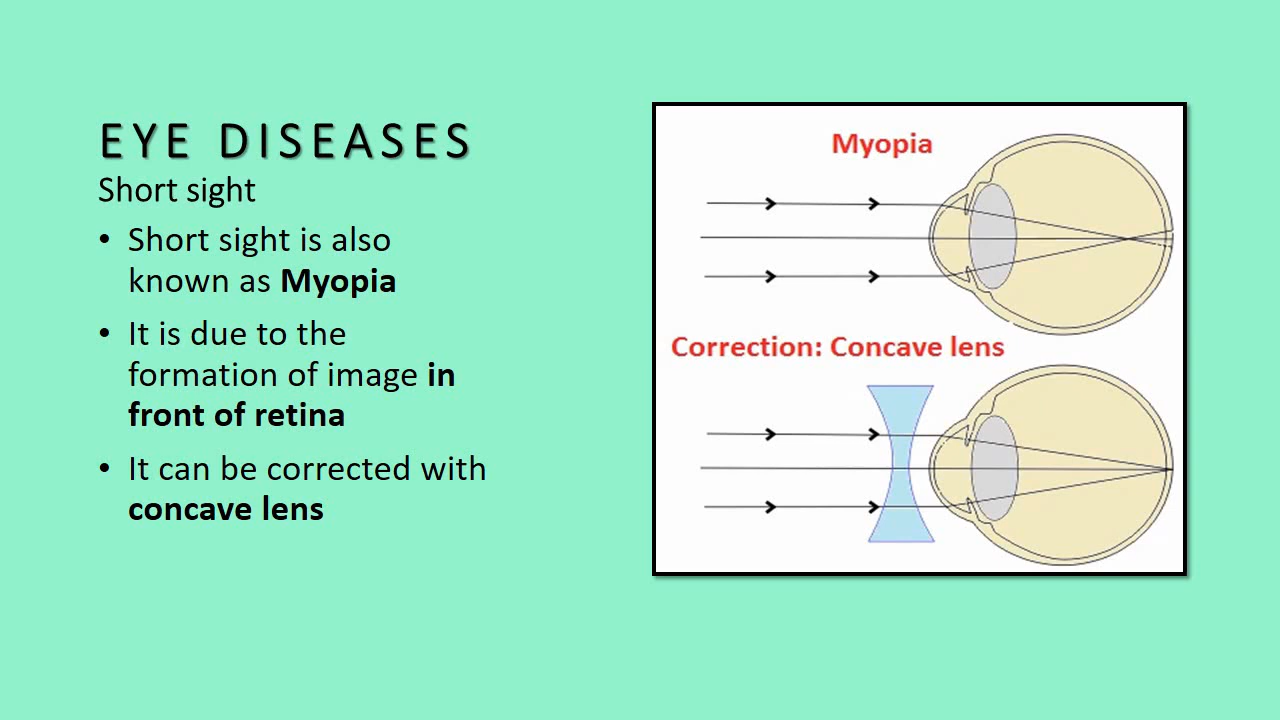 EYE DISEASES
Short sight
• Short sight is also
known as Myopia
• It is due to the
formation of image in
front of retina
• It can be corrected with
concave lens
Myopia
Correction: Concave lens